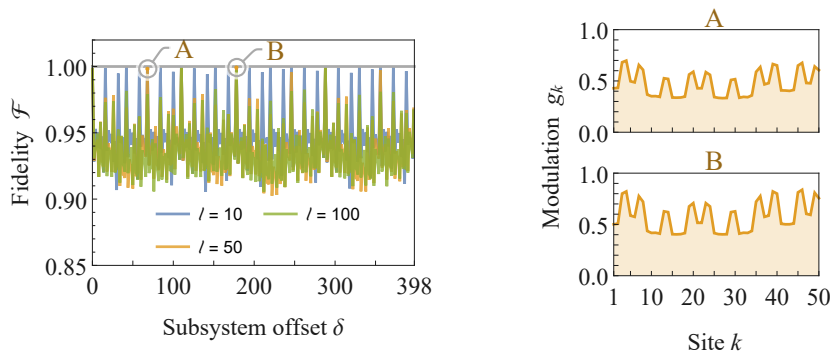 A
B
1.00
0.95
0.90
0.85
Fidelity ℱ
l = 10
l = 100
l = 50
0
100
200
300
398
Subsystem offset δ
A
1.0
0.5
0.0
B
1.0
0.5
0.0
Modulation gₖ
1
10
20
30
40
50
Site k